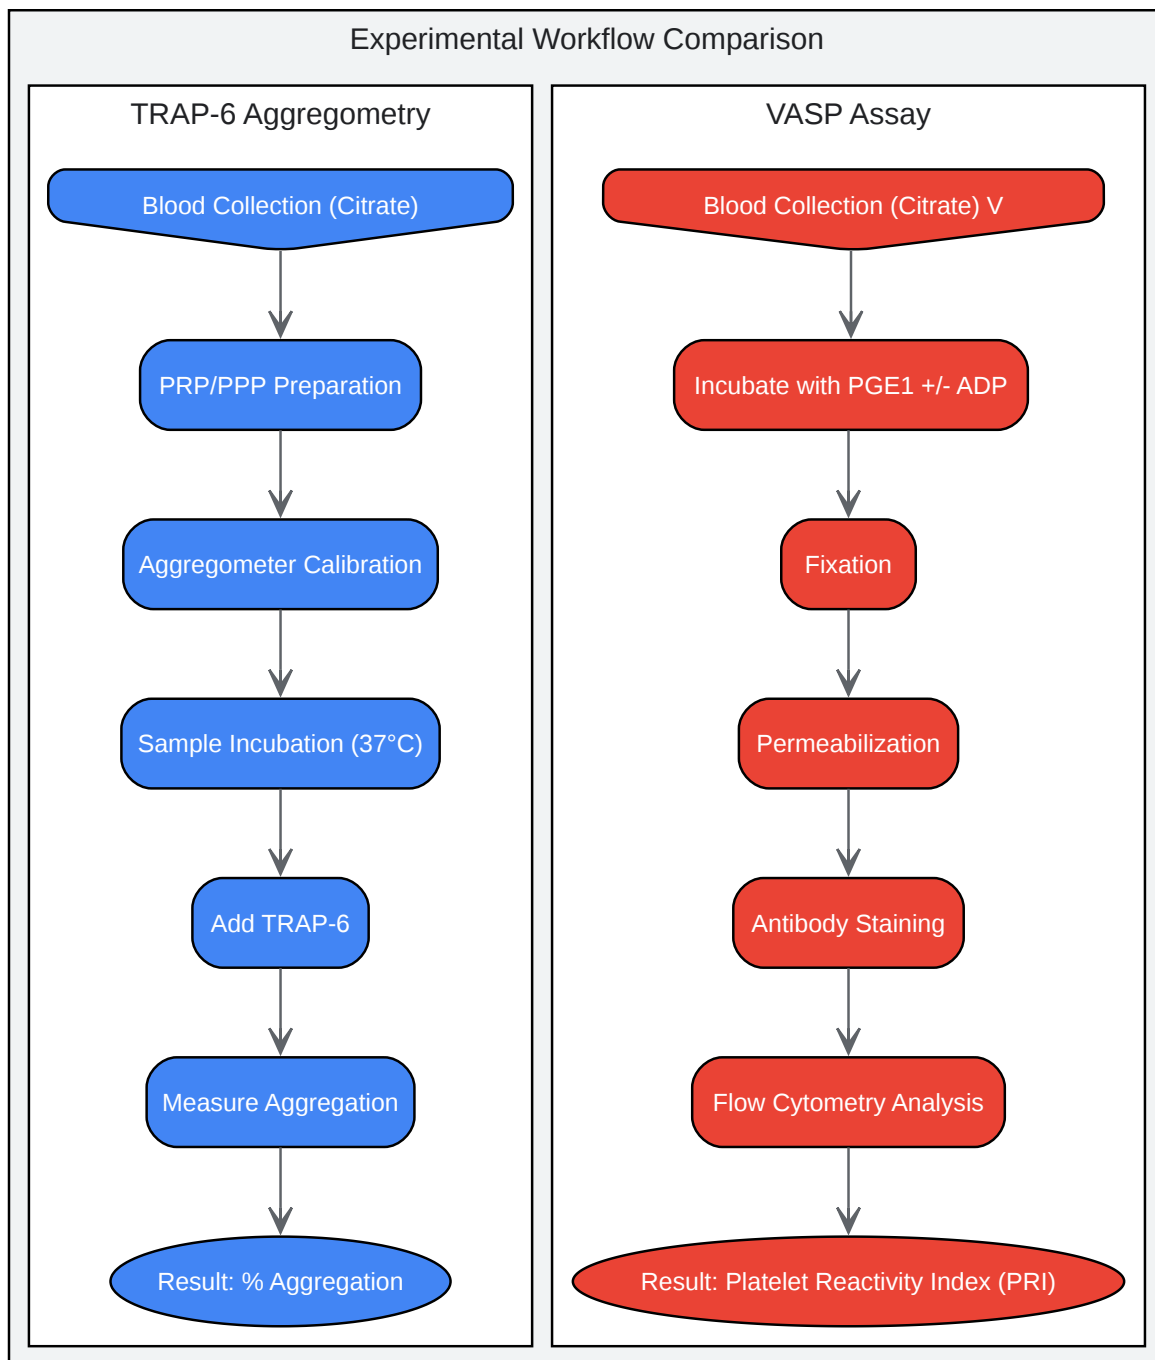 Experimental Workflow Comparison
TRAP-6 Aggregometry
Blood Collection (Citrate)
PRP/PPP Preparation
Aggregometer Calibration
Sample Incubation (37°C)
Add TRAP-6
Measure Aggregation
Result: % Aggregation
VASP Assay
Blood Collection (Citrate) V
Incubate with PGE1 +/- ADP
Fixation
Permeabilization
Antibody Staining
Flow Cytometry Analysis
Result: Platelet Reactivity Index (PRI)